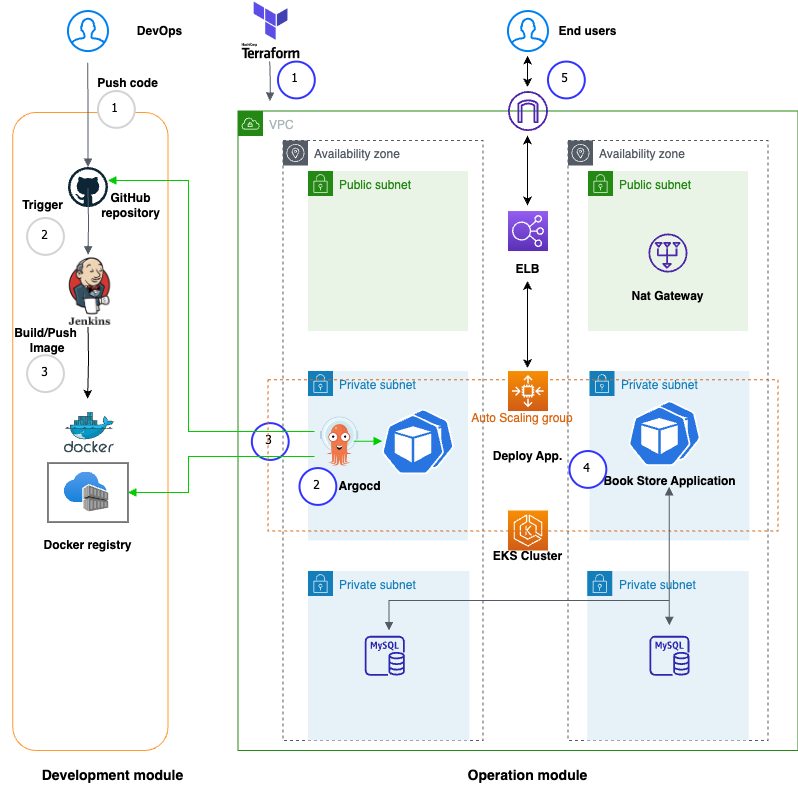 DevOps
HashiCorp
Terraform
End users
Push code
1
1
5
VPC
Availability zone
Availability zone
Public subnet
Public subnet
GitHub
repository
Trigger
2
ELB
Nat Gateway
Jenkins
Build/Push
Image
3
Private subnet
Private subnet
Auto Scaling group
docker
3
Deploy App.
4
2
Argocd
Book Store Application
K
EKS Cluster
Docker registry
Private subnet
Private subnet
MySQL
MySQL
Development module
Operation module